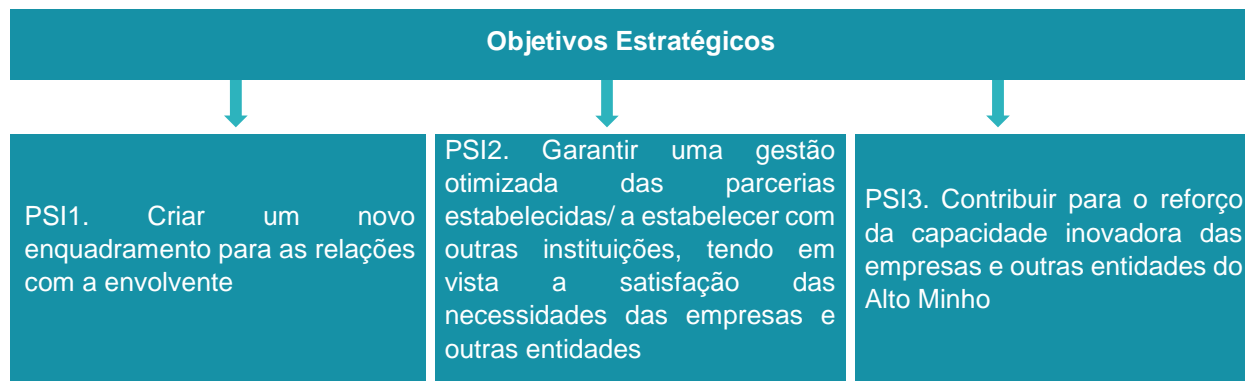 Objetivos Estratégicos
PSI1. Criar um novo
enquadramento para as relações
com a envolvente
PSI2. Garantir uma gestão
otimizada das parcerias
estabelecidas/ a estabelecer com
outras instituições, tendo em
vista a satisfação das
necessidades das empresas e
outras entidades
PSI3. Contribuir para o reforço
da capacidade inovadora das
empresas e outras entidades do
Alto Minho